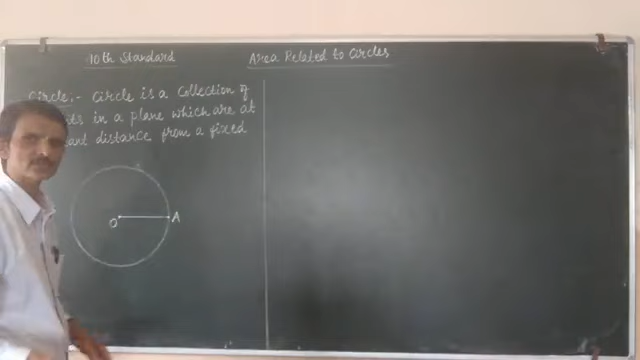 10th Standard
Area Related to Circles
Circle:- Circle is a Collection of
in a plane which are at
distance from a fixed
O
A